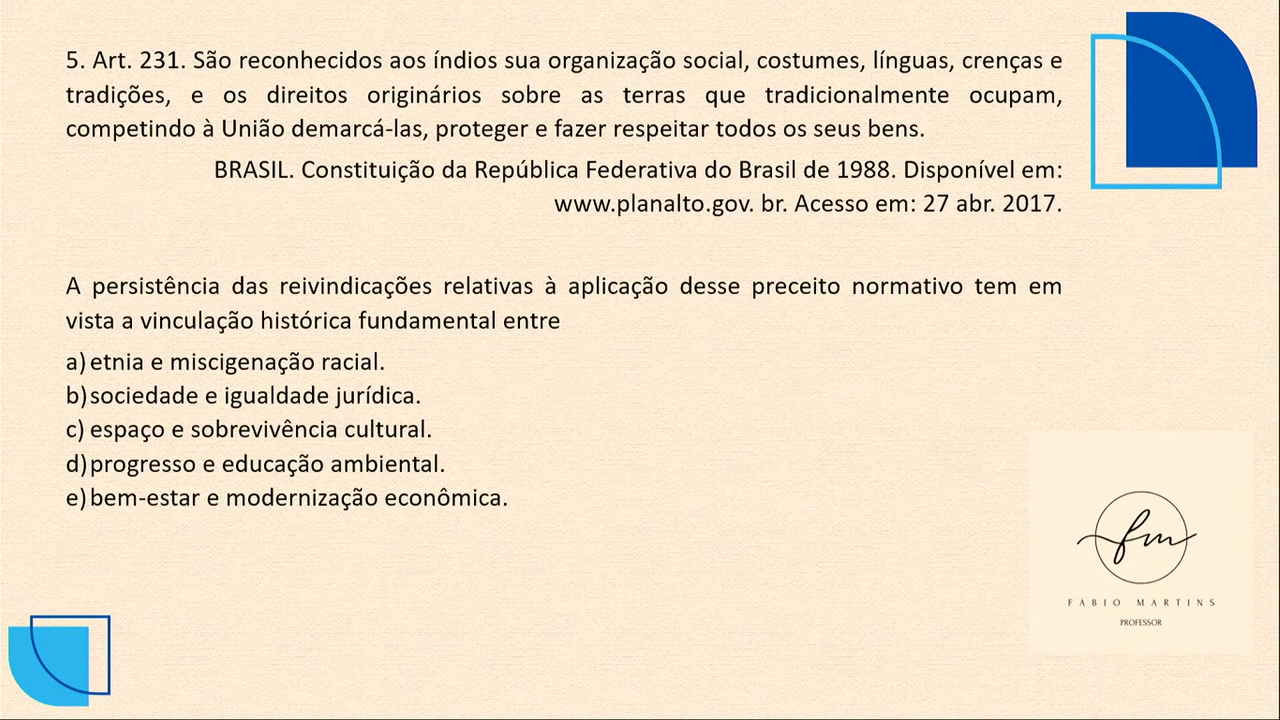 5. Art. 231. São reconhecidos aos índios sua organização social, costumes, línguas, crenças e
tradições, e os direitos originários sobre as terras que tradicionalmente ocupam,
competindo à União demarcá-las, proteger e fazer respeitar todos os seus bens.
BRASIL. Constituição da República Federativa do Brasil de 1988. Disponível em:
www.planalto.gov. br. Acesso em: 27 abr. 2017.
A persistência das reivindicações relativas à aplicação desse preceito normativo tem em
vista a vinculação histórica fundamental entre
a) etnia e miscigenação racial.
b) sociedade e igualdade jurídica.
c) espaço e sobrevivência cultural.
d) progresso e educação ambiental.
e) bem-estar e modernização econômica.
fm
FÁBIO MARTINS
PROFESSOR